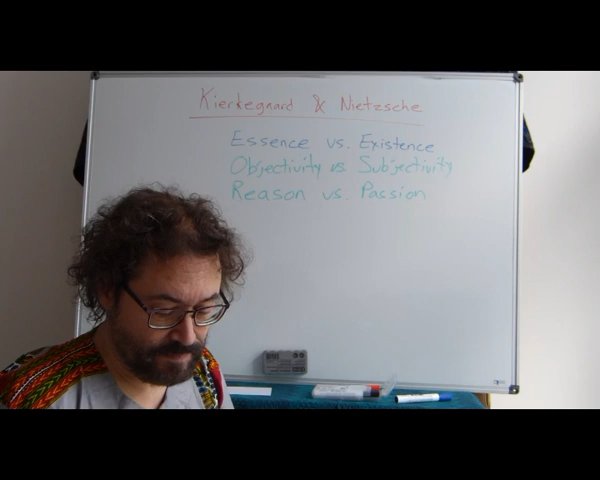 Kierkegaard & Nietzsche
Essence vs. Existence
Objectivity vs Subjectivity
Reason vs. Passion